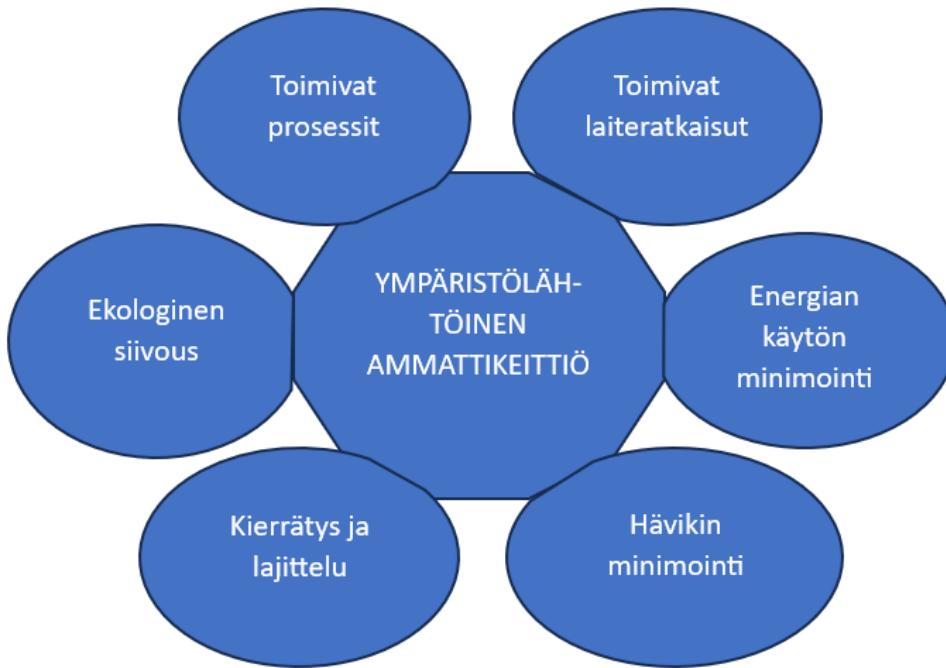 Toimivat
prosessit
Toimivat
laiteratkaisut
YMPÄRISTÖLÄH-
TÖINEN
AMMATTIKEITTIÖ
Ekologinen
siivous
Energian
käytön
minimointi
Kierrätys ja
lajittelu
Hävikin
minimointi